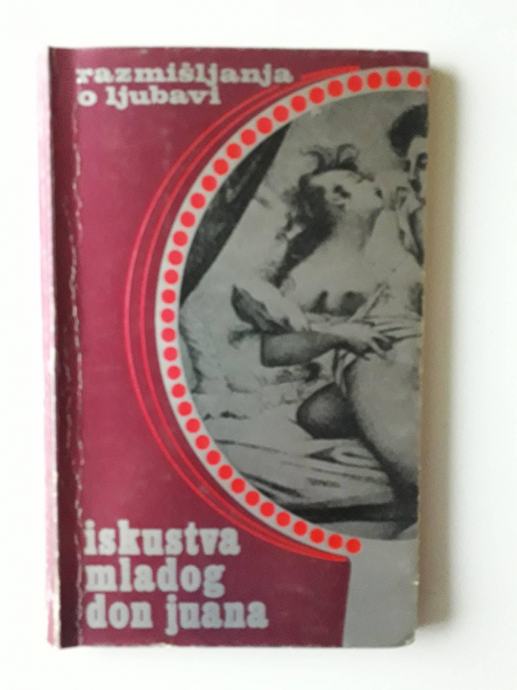 razmišljanja
o ljubavi
iskustva
mladog
don juana